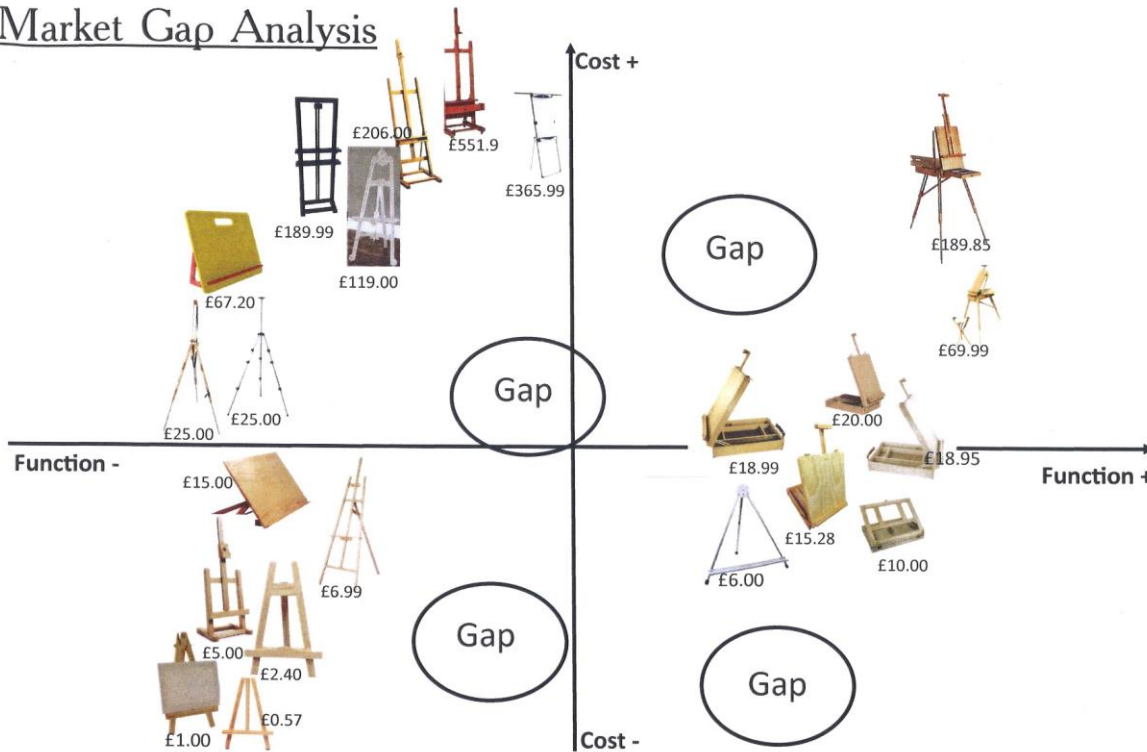 Market Gap Analysis
Cost +
£206.00
£551.9
£365.99
£189.99
£189.85
Gap
£119.00
£67.20
£69.99
Gap
£25.00
£25.00
£20.00
Function -
£18.99
£18.95
Function +
£15.00
£15.28
£6.99
£6.00
£10.00
Gap
£5.00
£2.40
Gap
£0.57
£1.00
Cost -